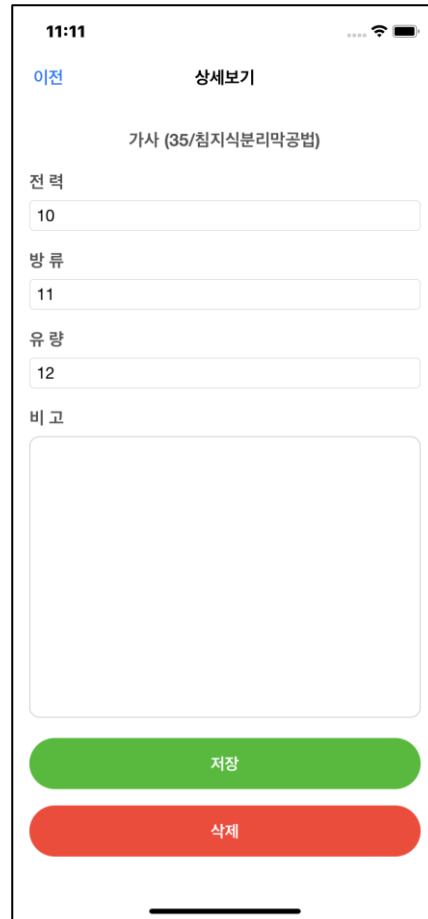 11:11
이전
상세보기
가사 (35/침지식분리막공법)
전 력
10
방 류
11
유 량
12
비 고
저장
삭제